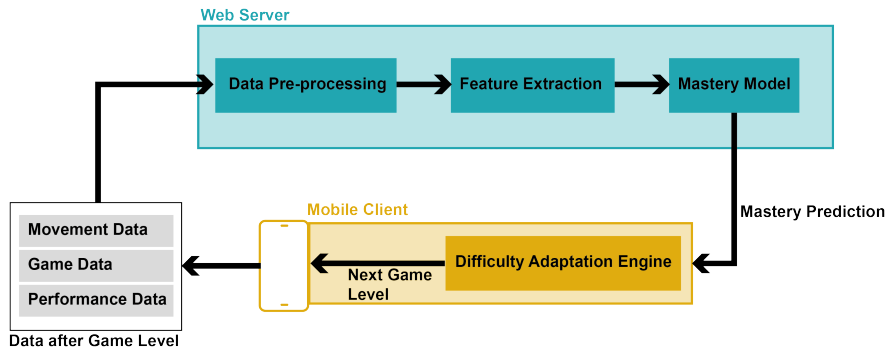 Web Server
Data Pre-processing
Feature Extraction
Mastery Model
Mastery Prediction
Mobile Client
Difficulty Adaptation Engine
Next Game
Level
Movement Data
Game Data
Performance Data
Data after Game Level